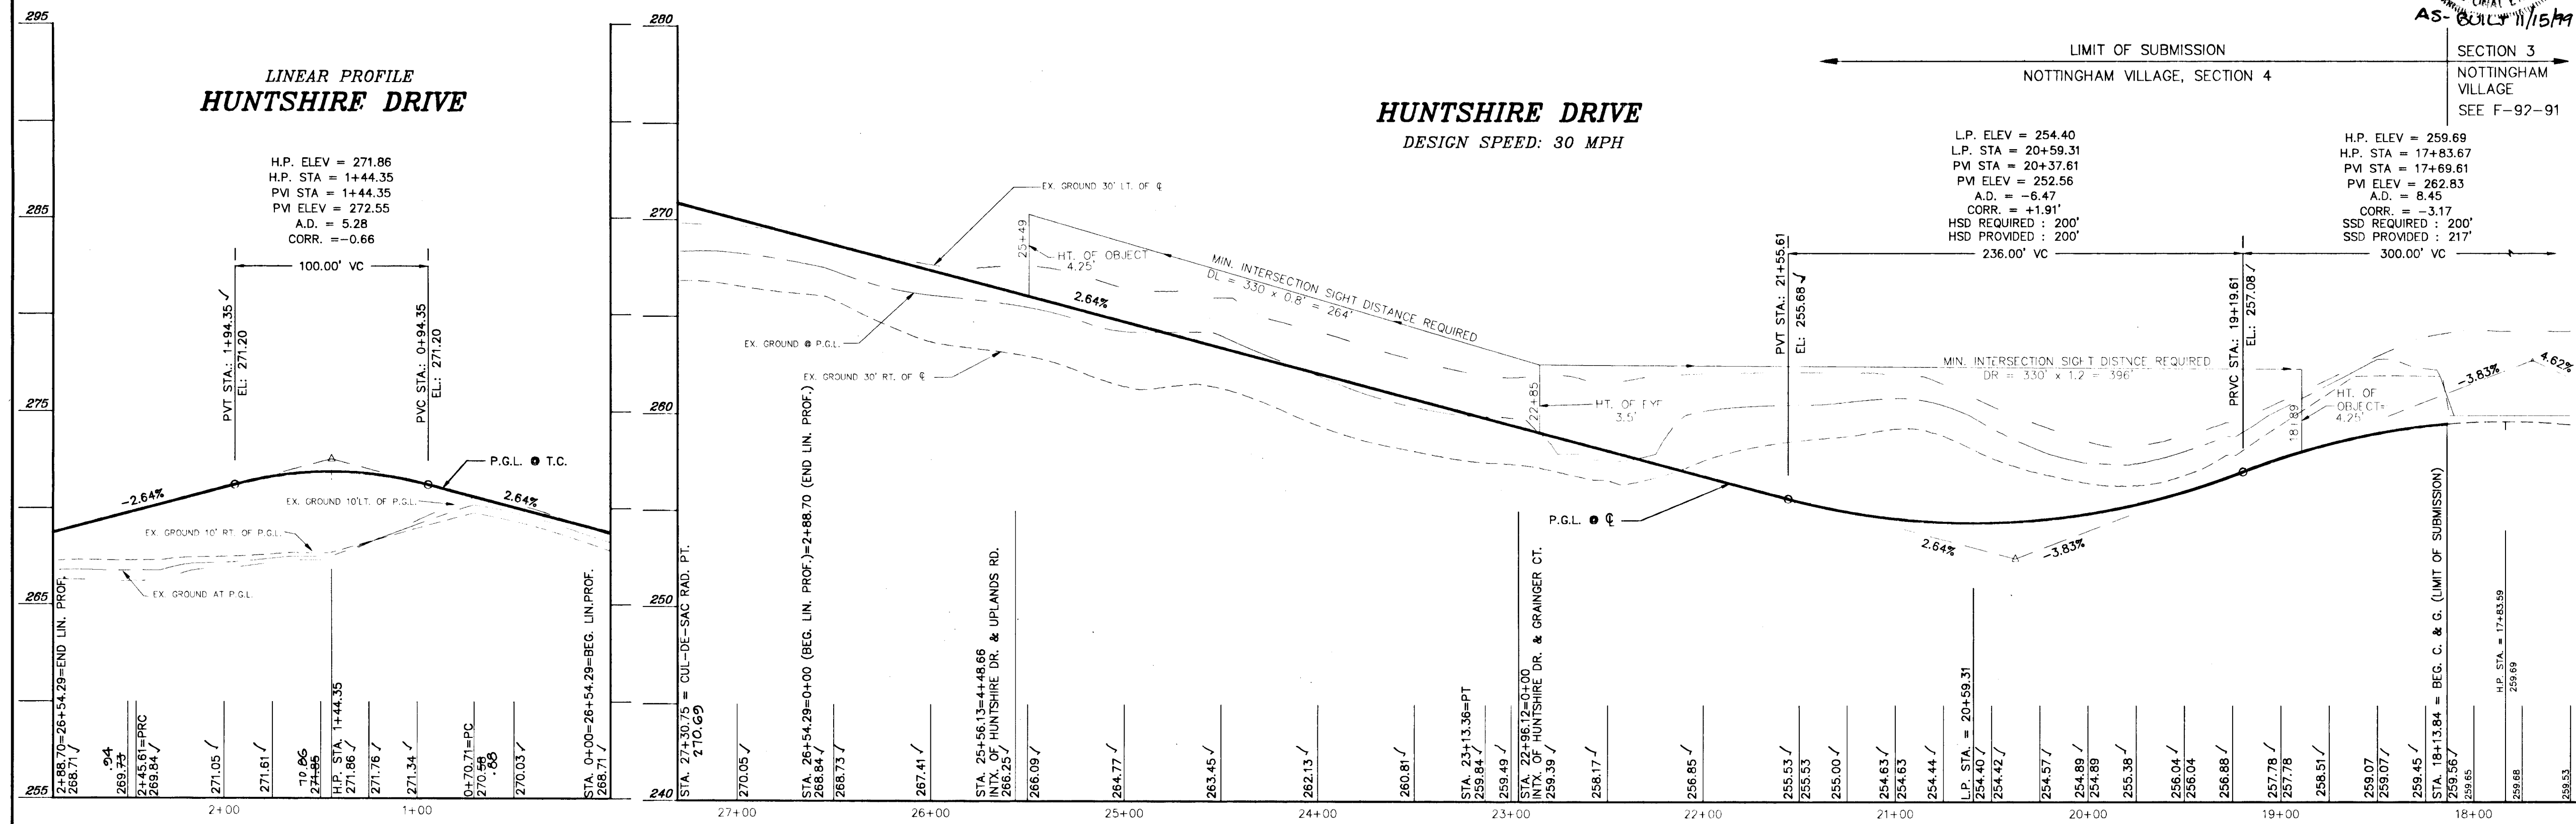 AS-BUILT 11/15/99
LIMIT OF SUBMISSION
NOTTINGHAM VILLAGE, SECTION 4
SECTION 3
NOTTINGHAM
VILLAGE
SEE F-92-91
295
285
275
265
255
LINEAR PROFILE
HUNTSHIRE DRIVE
H.P. ELEV = 271.86
H.P. STA = 1+44.35
PVI STA = 1+44.35
PVI ELEV = 272.55
A.D. = 5.28
CORR. =-0.66
100.00' VC
PVT STA.: 1+94.35 ✓
EL: 271.20
PVC STA.: 0+94.35
EL: 271.20
P.G.L. @ T.C.
-2.64%
2.64%
EX. GROUND 10'LT. OF P.G.L.
EX. GROUND 10' RT. OF P.G.L.
EX. GROUND AT P.G.L.
2+88.70=26+54.29=END LIN. PROF.
268.71 ✓
.94
269.73
2+45.61=PRC
269.84 ✓
271.05 ✓
271.61 ✓
70.86
271.85
H.P. STA. 1+44.35
271.86 ✓
271.76 ✓
271.34 ✓
0+70.71=PC
270.58
.88
270.03 ✓
STA. 0+00=26+54.29=BEG. LIN.PROF.
268.71 ✓
2+00
1+00
280
270
260
250
240
HUNTSHIRE DRIVE
DESIGN SPEED: 30 MPH
EX. GROUND 30' LT. OF ℄
25+49
HT. OF OBJECT
4.25'
MIN. INTERSECTION SIGHT DISTANCE REQUIRED
DL = 330 x 0.8' = 264'
2.64%
EX. GROUND @ P.G.L.
EX. GROUND 30' RT. OF ℄
22+85
HT. OF EYE
3.5'
L.P. ELEV = 254.40
L.P. STA = 20+59.31
PVI STA = 20+37.61
PVI ELEV = 252.56
A.D. = -6.47
CORR. = +1.91'
HSD REQUIRED : 200'
HSD PROVIDED : 200'
236.00' VC
H.P. ELEV = 259.69
H.P. STA = 17+83.67
PVI STA = 17+69.61
PVI ELEV = 262.83
A.D. = 8.45
CORR. = -3.17
SSD REQUIRED : 200'
SSD PROVIDED : 217'
300.00' VC
PVT STA.: 21+55.61
EL: 255.68 ✓
PRVC STA.: 19+19.61
EL: 257.08 ✓
MIN. INTERSECTION SIGHT DISTNCE REQUIRED
DR = 330' x 1.2 = 396'
18+89
HT. OF
OBJECT=
4.25'
-3.83%
4.62%
P.G.L. @ ℄
2.64%
-3.83%
STA. 27+30.75 = CUL-DE-SAC RAD. PT.
270.69
270.05 ✓
STA. 26+54.29=0+00 (BEG. LIN. PROF.)=2+88.70 (END LIN. PROF.)
268.84 ✓
268.73 ✓
267.41 ✓
STA. 25+56.13=4+48.66
INTX. OF HUNTSHIRE DR. & UPLANDS RD.
266.25 ✓
266.09 ✓
264.77 ✓
263.45 ✓
262.13 ✓
260.81 ✓
STA. 23+13.36=PT
259.84 ✓
259.49 ✓
STA. 22+96.12=0+00
INTX. OF HUNTSHIRE DR. & GRAINGER CT.
259.39 ✓
258.17 ✓
256.85 ✓
255.53 ✓
255.53
255.00 ✓
254.63 ✓
254.63
254.44 ✓
L.P. STA. = 20+59.31
254.40 ✓
254.42 ✓
254.57 ✓
254.89 ✓
254.89
255.38 ✓
256.04 ✓
256.04
256.88 ✓
257.78 ✓
257.78
258.51 ✓
259.07
259.07 ✓
259.45 ✓
STA. 18+13.84 = BEG. C. & G. (LIMIT OF SUBMISSION)
259.56 ✓
259.65
H.P. STA. = 17+83.59
259.69
259.68
259.53
27+00
26+00
25+00
24+00
23+00
22+00
21+00
20+00
19+00
18+00